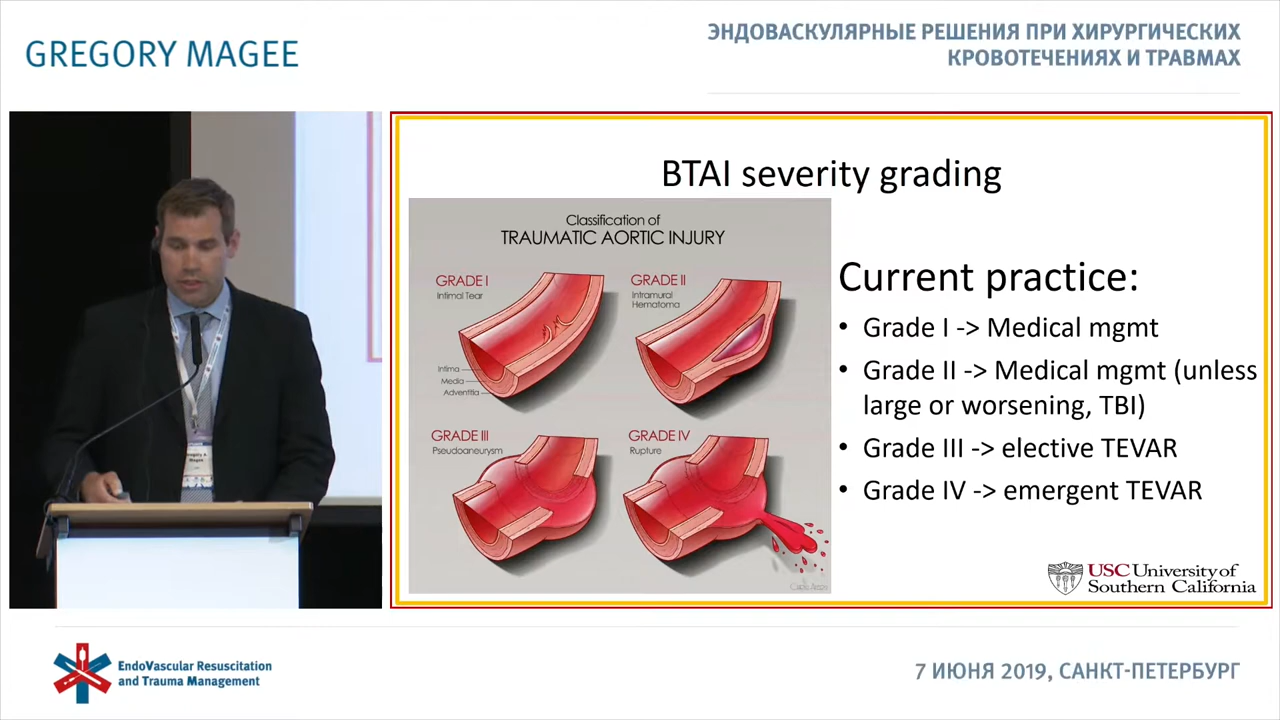 GREGORY MAGEE
ЭНДОВАСКУЛЯРНЫЕ РЕШЕНИЯ ПРИ ХИРУРГИЧЕСКИХ
КРОВОТЕЧЕНИЯХ И ТРАВМАХ
BTAI severity grading
Classification of
TRAUMATIC AORTIC INJURY
GRADE I
Intimal Tear
Intima
Media
Adventitia
GRADE II
Intramural
Hematoma
GRADE III
Pseudoaneurysm
GRADE IV
Rupture
Current practice:
• Grade I -> Medical mgmt
• Grade II -> Medical mgmt (unless
large or worsening, TBI)
• Grade III -> elective TEVAR
• Grade IV -> emergent TEVAR
USC University of
Southern California
Gregory A.
Magee
EndoVascular Resuscitation
and Trauma Management
7 ИЮНЯ 2019, САНКТ-ПЕТЕРБУРГ